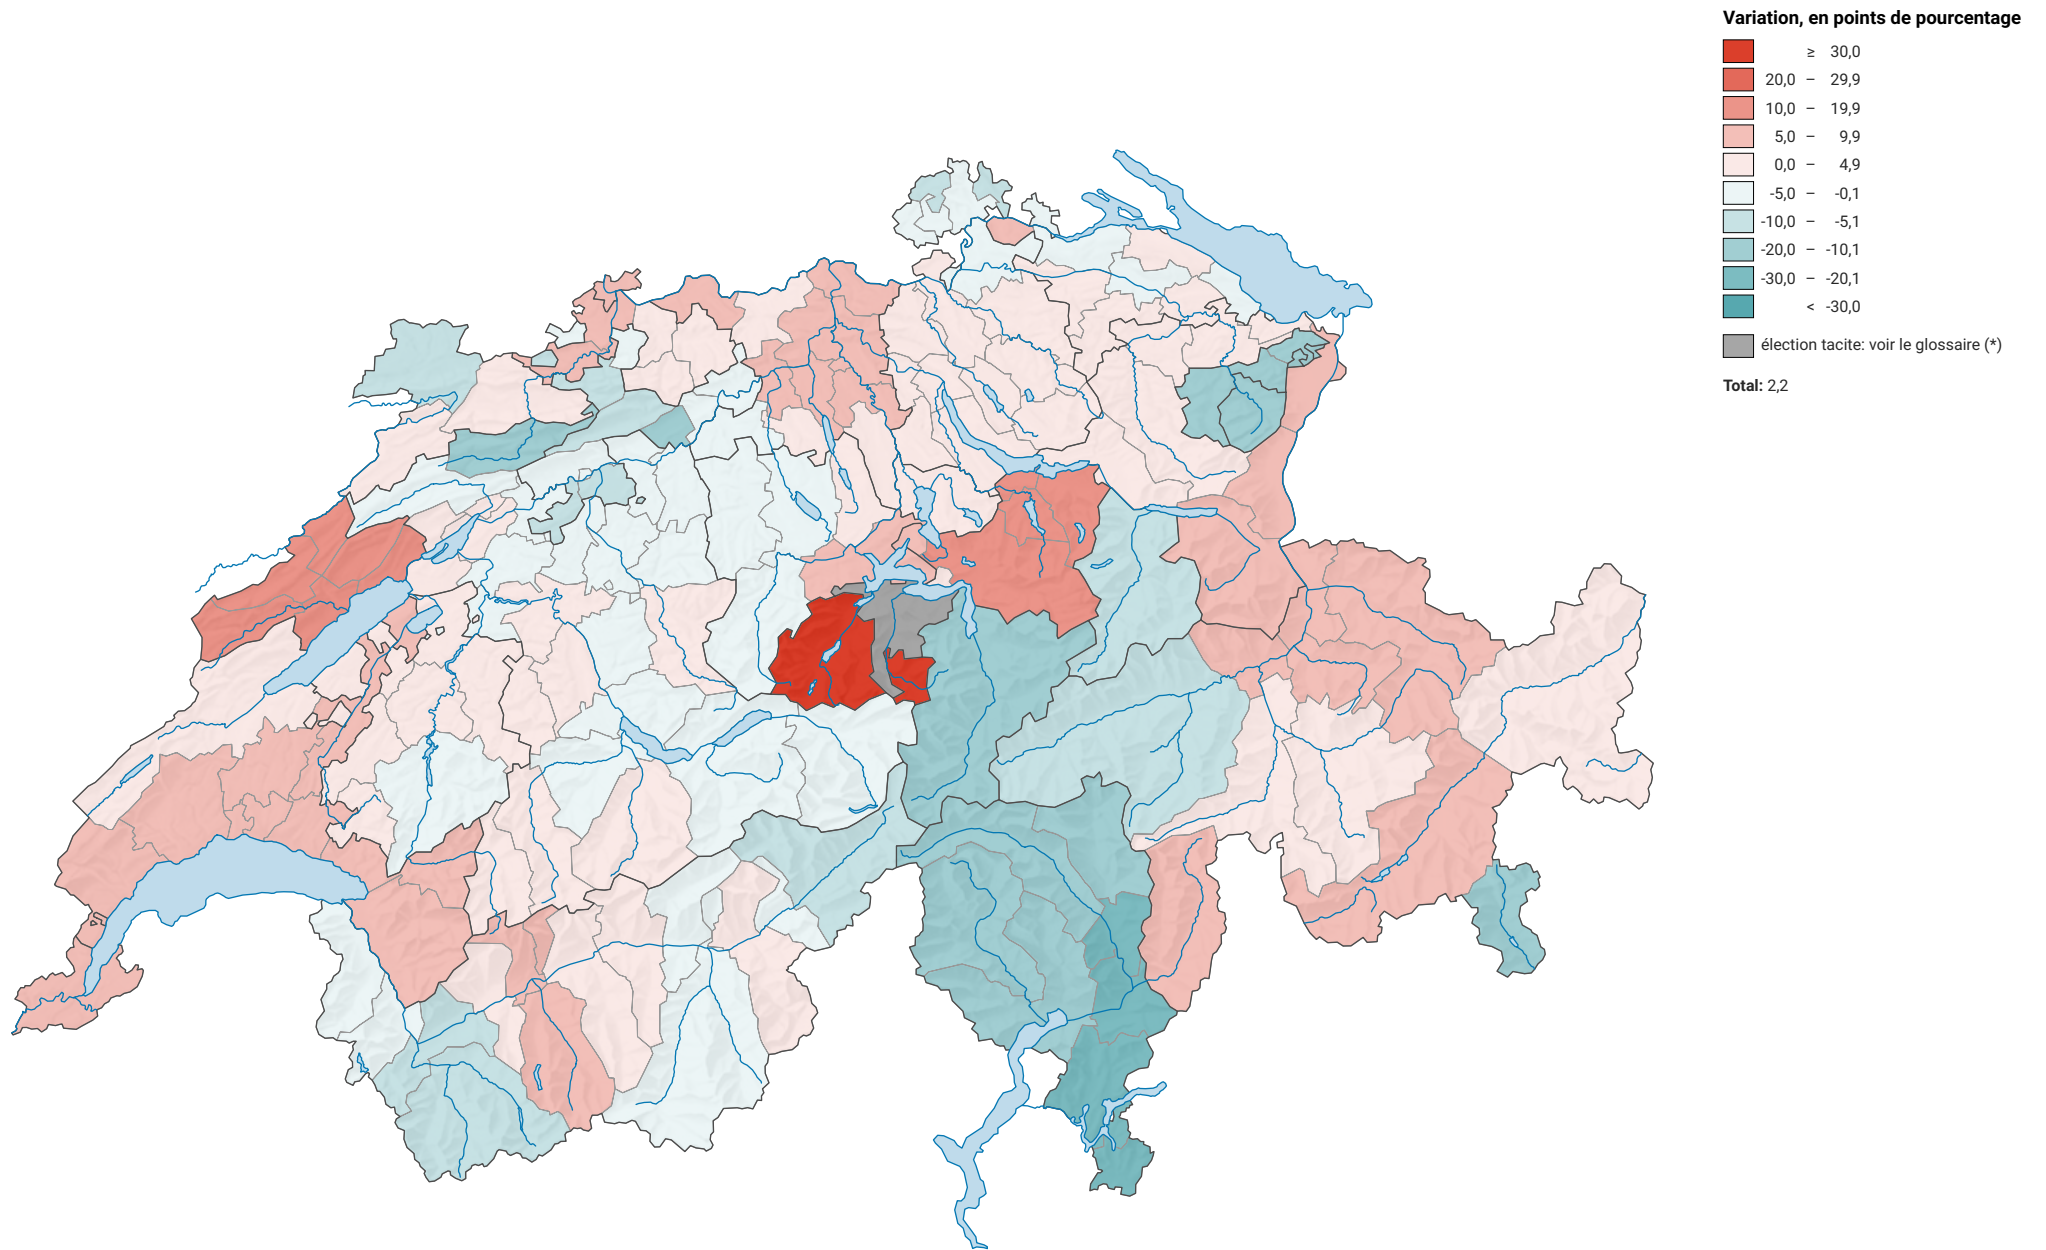 Variation, en points de pourcentage
≥ 30,0
20,0 – 29,9
10,0 – 19,9
5,0 – 9,9
0,0 – 4,9
-5,0 – -0,1
-10,0 – -5,1
-20,0 – -10,1
-30,0 – -20,1
< -30,0
élection tacite: voir le glossaire (*)
Total: 2,2